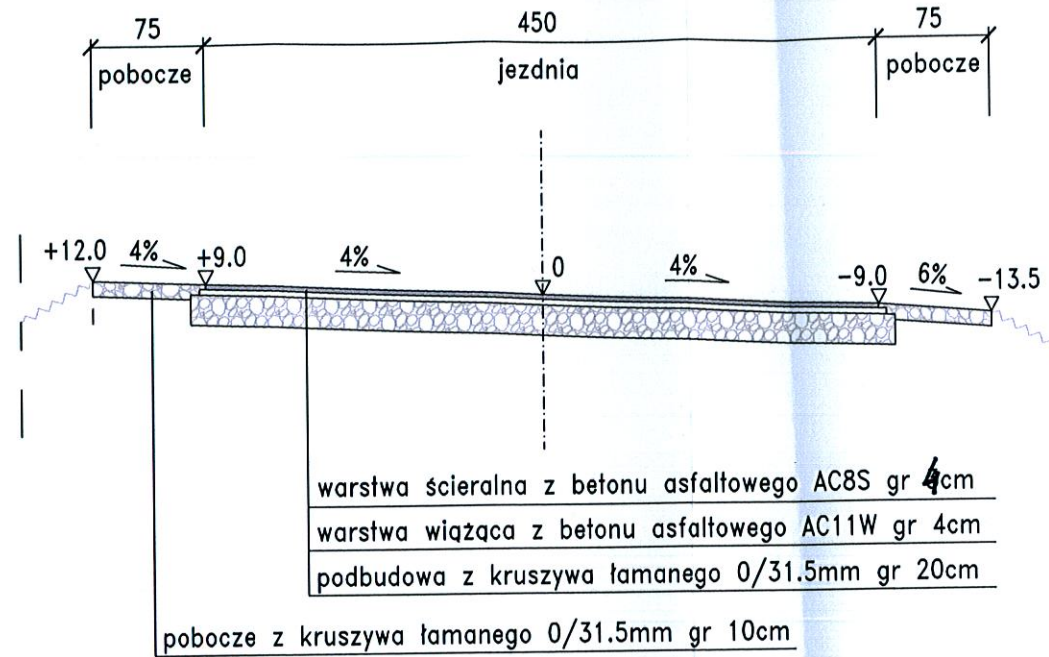 75 450 75
pobocze jezdnia pobocze
+12.0 4% +9.0 4% 0 4% -9.0 6% -13.5
warstwa ścieralna z betonu asfaltowego AC8S gr 4cm
warstwa wiążąca z betonu asfaltowego AC11W gr 4cm
podbudowa z kruszywa łamanego 0/31.5mm gr 20cm
pobocze z kruszywa łamanego 0/31.5mm gr 10cm